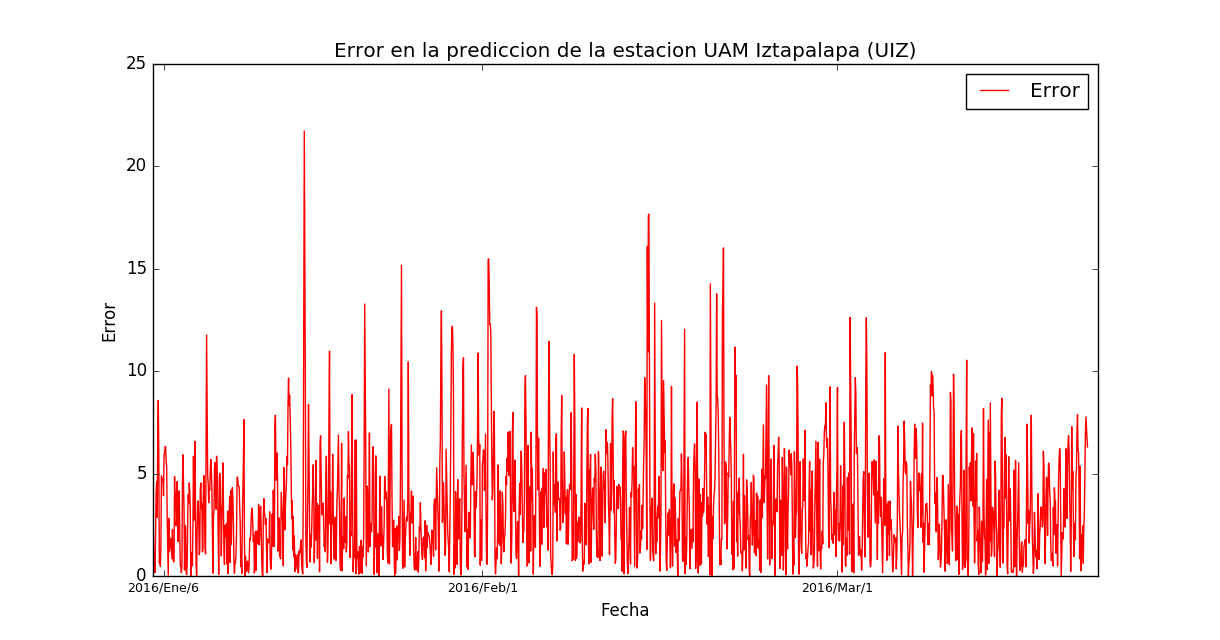 Error en la prediccion de la estacion UAM Iztapalapa (UIZ)
Error
25
20
15
10
5
0
Error
2016/Ene/6 2016/Feb/1 2016/Mar/1
Fecha